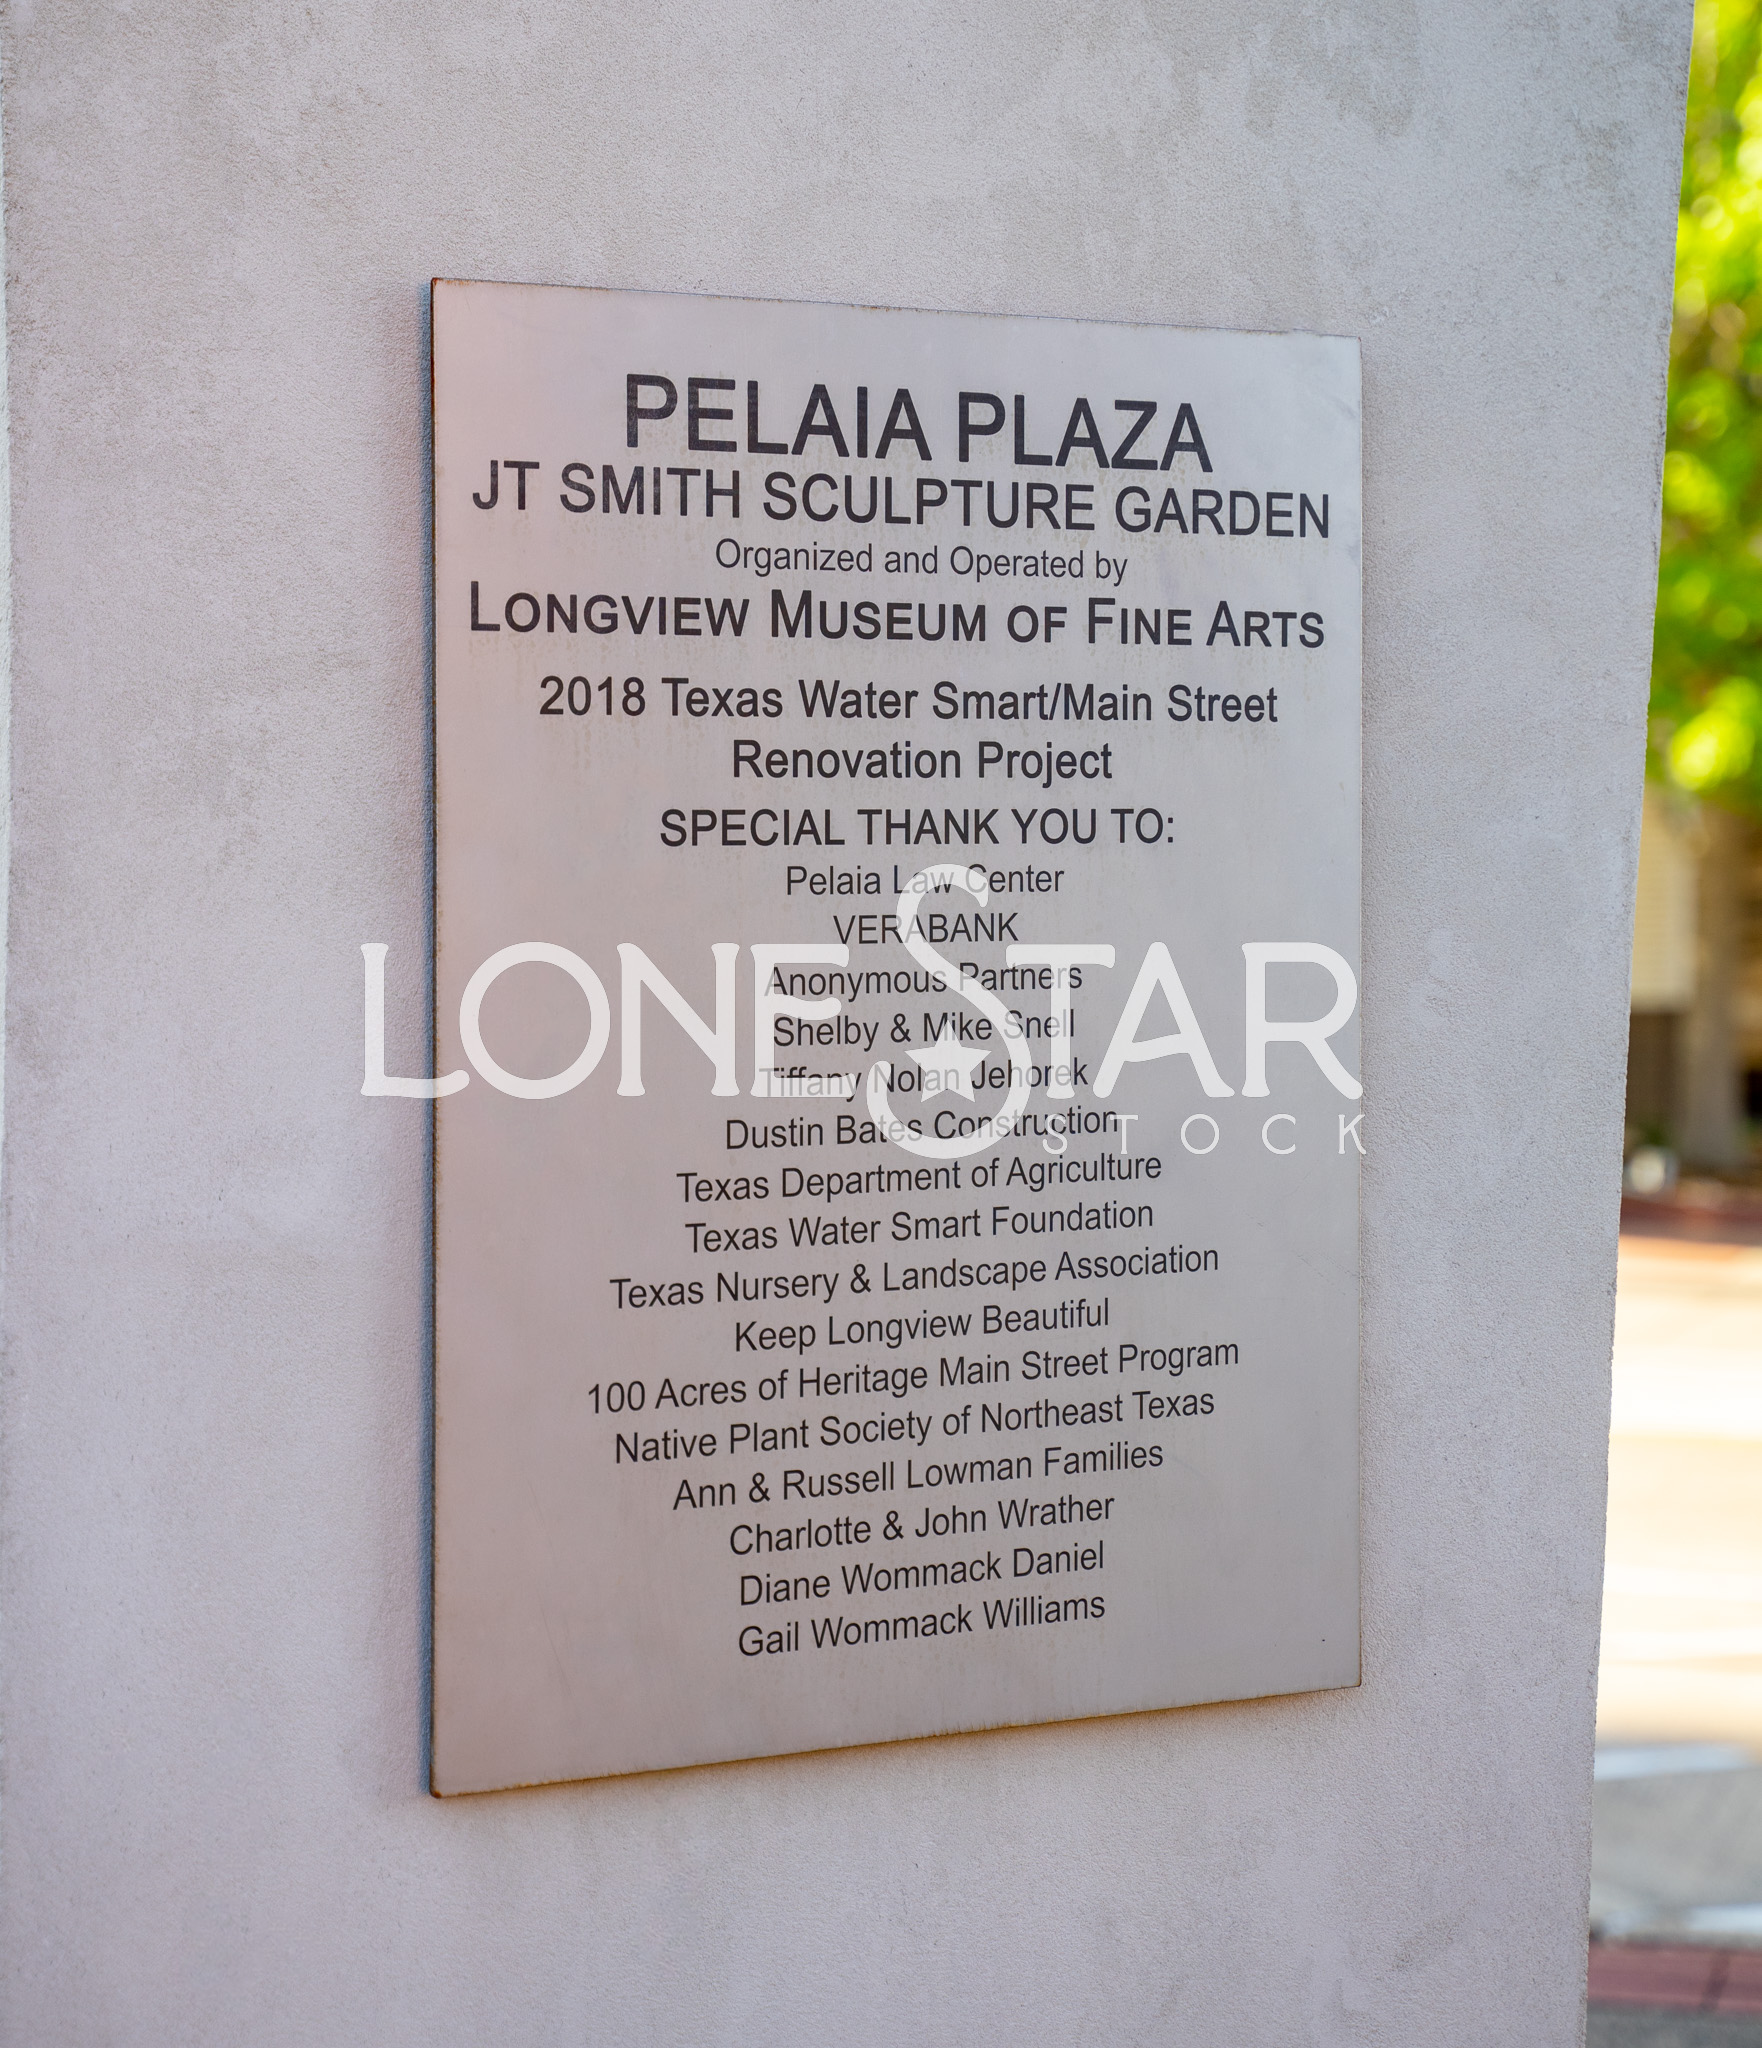 PELAIA PLAZA
JT SMITH SCULPTURE GARDEN
Organized and Operated by
LONGVIEW MUSEUM OF FINE ARTS
2018 Texas Water Smart/Main Street
Renovation Project
SPECIAL THANK YOU TO:
Pelaia Law Center
VERABANK
Anonymous Partners
Shelby & Mike Snell
Tiffany Nolan Jehorek
Dustin Bates Construction
Texas Department of Agriculture
Texas Water Smart Foundation
Texas Nursery & Landscape Association
Keep Longview Beautiful
100 Acres of Heritage Main Street Program
Native Plant Society of Northeast Texas
Ann & Russell Lowman Families
Charlotte & John Wrather
Diane Wommack Daniel
Gail Wommack Williams
LONESTAR
STOCK